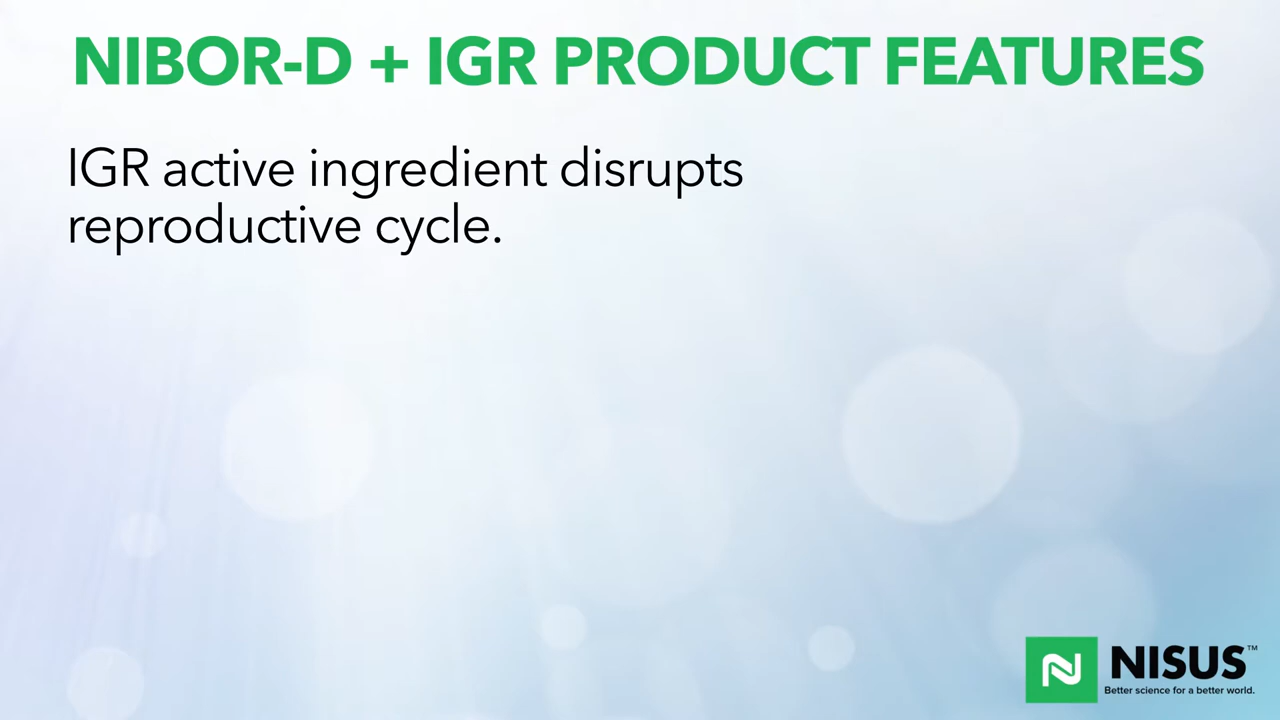 NIBOR-D + IGR PRODUCT FEATURES
IGR active ingredient disrupts
reproductive cycle.
NISUS™
Better science for a better world.